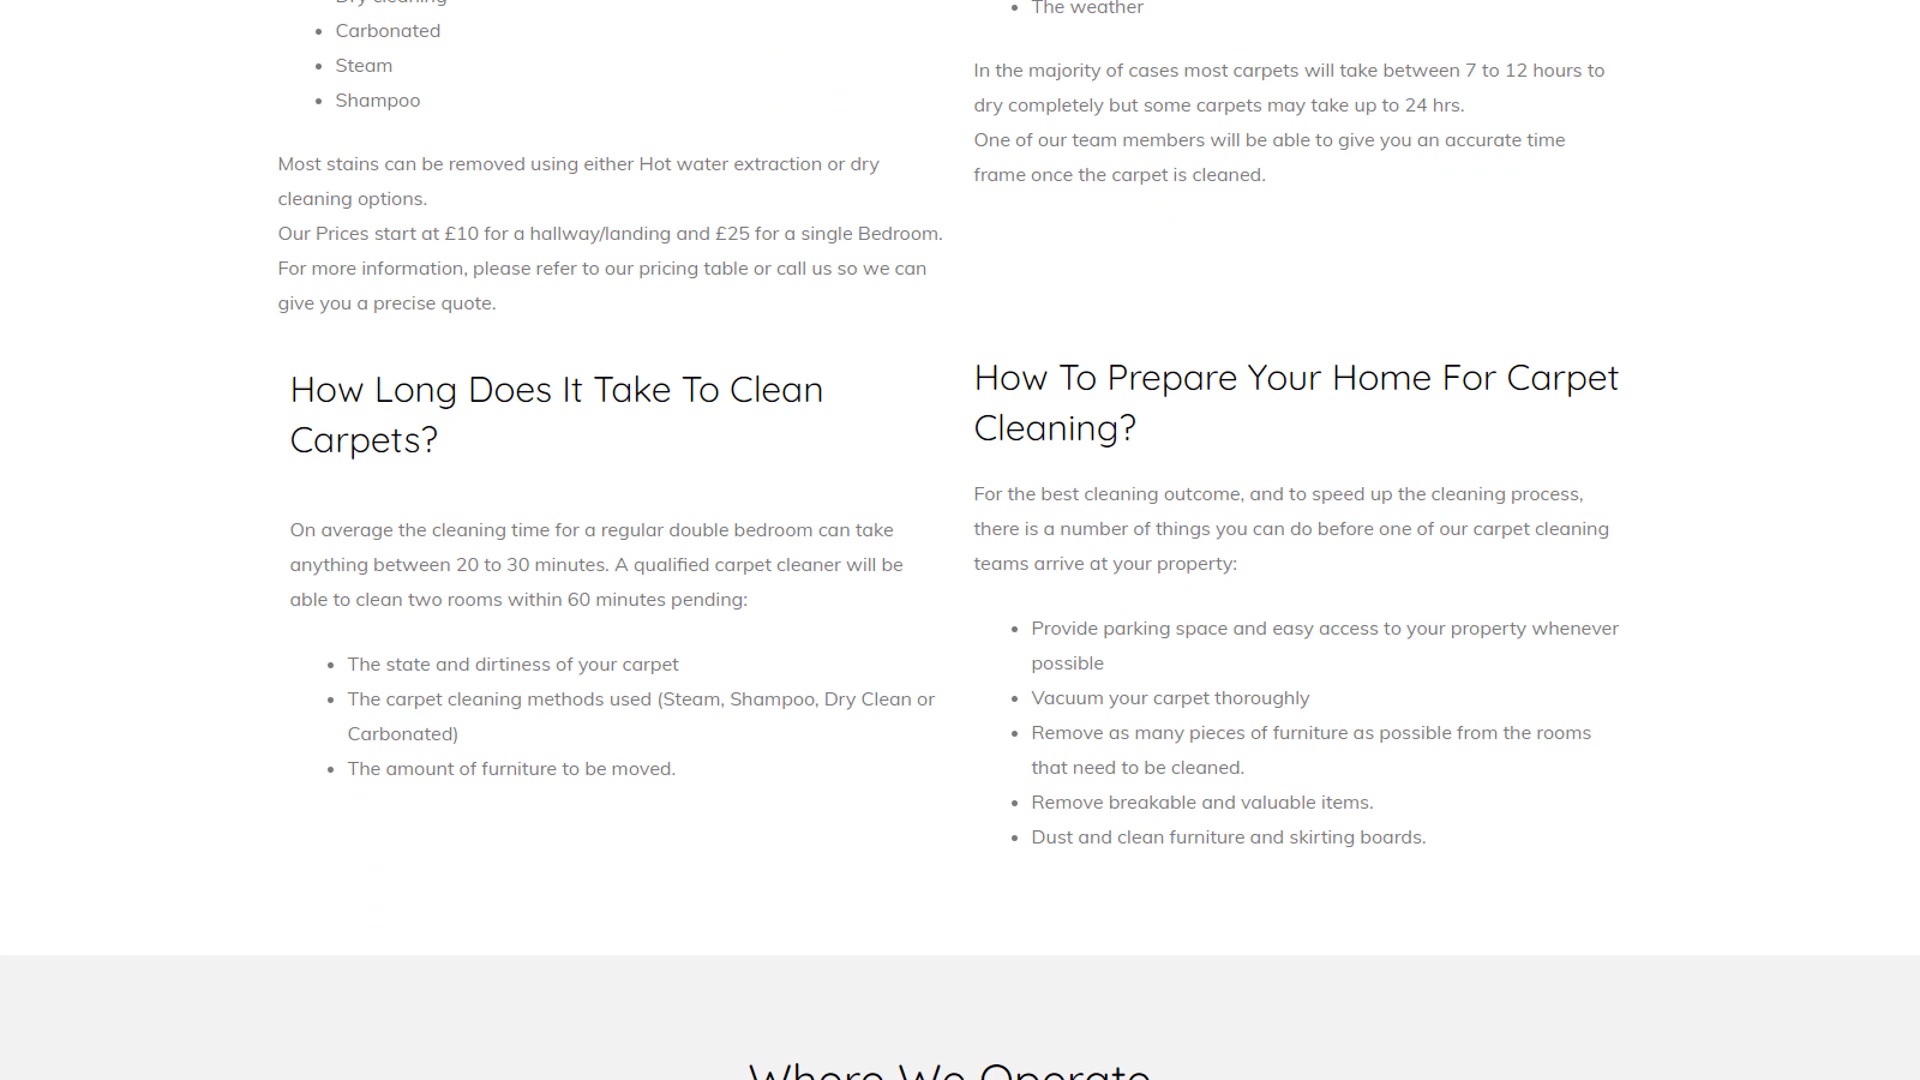 Dry cleaning
Carbonated
Steam
Shampoo
Most stains can be removed using either Hot water extraction or dry
cleaning options.
Our Prices start at £10 for a hallway/landing and £25 for a single Bedroom.
For more information, please refer to our pricing table or call us so we can
give you a precise quote.
The weather
In the majority of cases most carpets will take between 7 to 12 hours to
dry completely but some carpets may take up to 24 hrs.
One of our team members will be able to give you an accurate time
frame once the carpet is cleaned.
How Long Does It Take To Clean
Carpets?
On average the cleaning time for a regular double bedroom can take
anything between 20 to 30 minutes. A qualified carpet cleaner will be
able to clean two rooms within 60 minutes pending:
The state and dirtiness of your carpet
The carpet cleaning methods used (Steam, Shampoo, Dry Clean or
Carbonated)
The amount of furniture to be moved.
How To Prepare Your Home For Carpet
Cleaning?
For the best cleaning outcome, and to speed up the cleaning process,
there is a number of things you can do before one of our carpet cleaning
teams arrive at your property:
Provide parking space and easy access to your property whenever
possible
Vacuum your carpet thoroughly
Remove as many pieces of furniture as possible from the rooms
that need to be cleaned.
Remove breakable and valuable items.
Dust and clean furniture and skirting boards.
Where We Operate